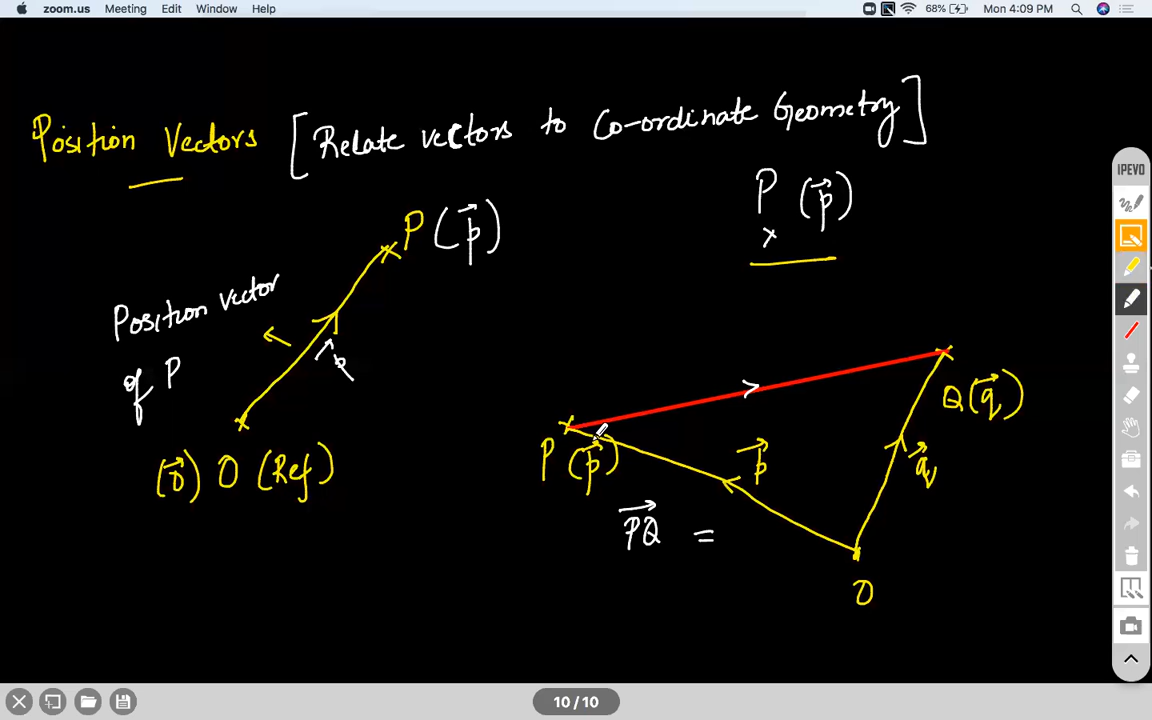 zoom.us Meeting Edit Window Help 68% Mon 4:09 PM
Position Vectors [Relate vectors to Co-ordinate Geometry]
P (p⃗)
P (p⃗)
Position vector
of P
p⃗
(o⃗) O (Ref)
Q(q⃗)
P (p⃗)
p⃗
q⃗
PQ⃗ =
O
IPEVO
10 / 10